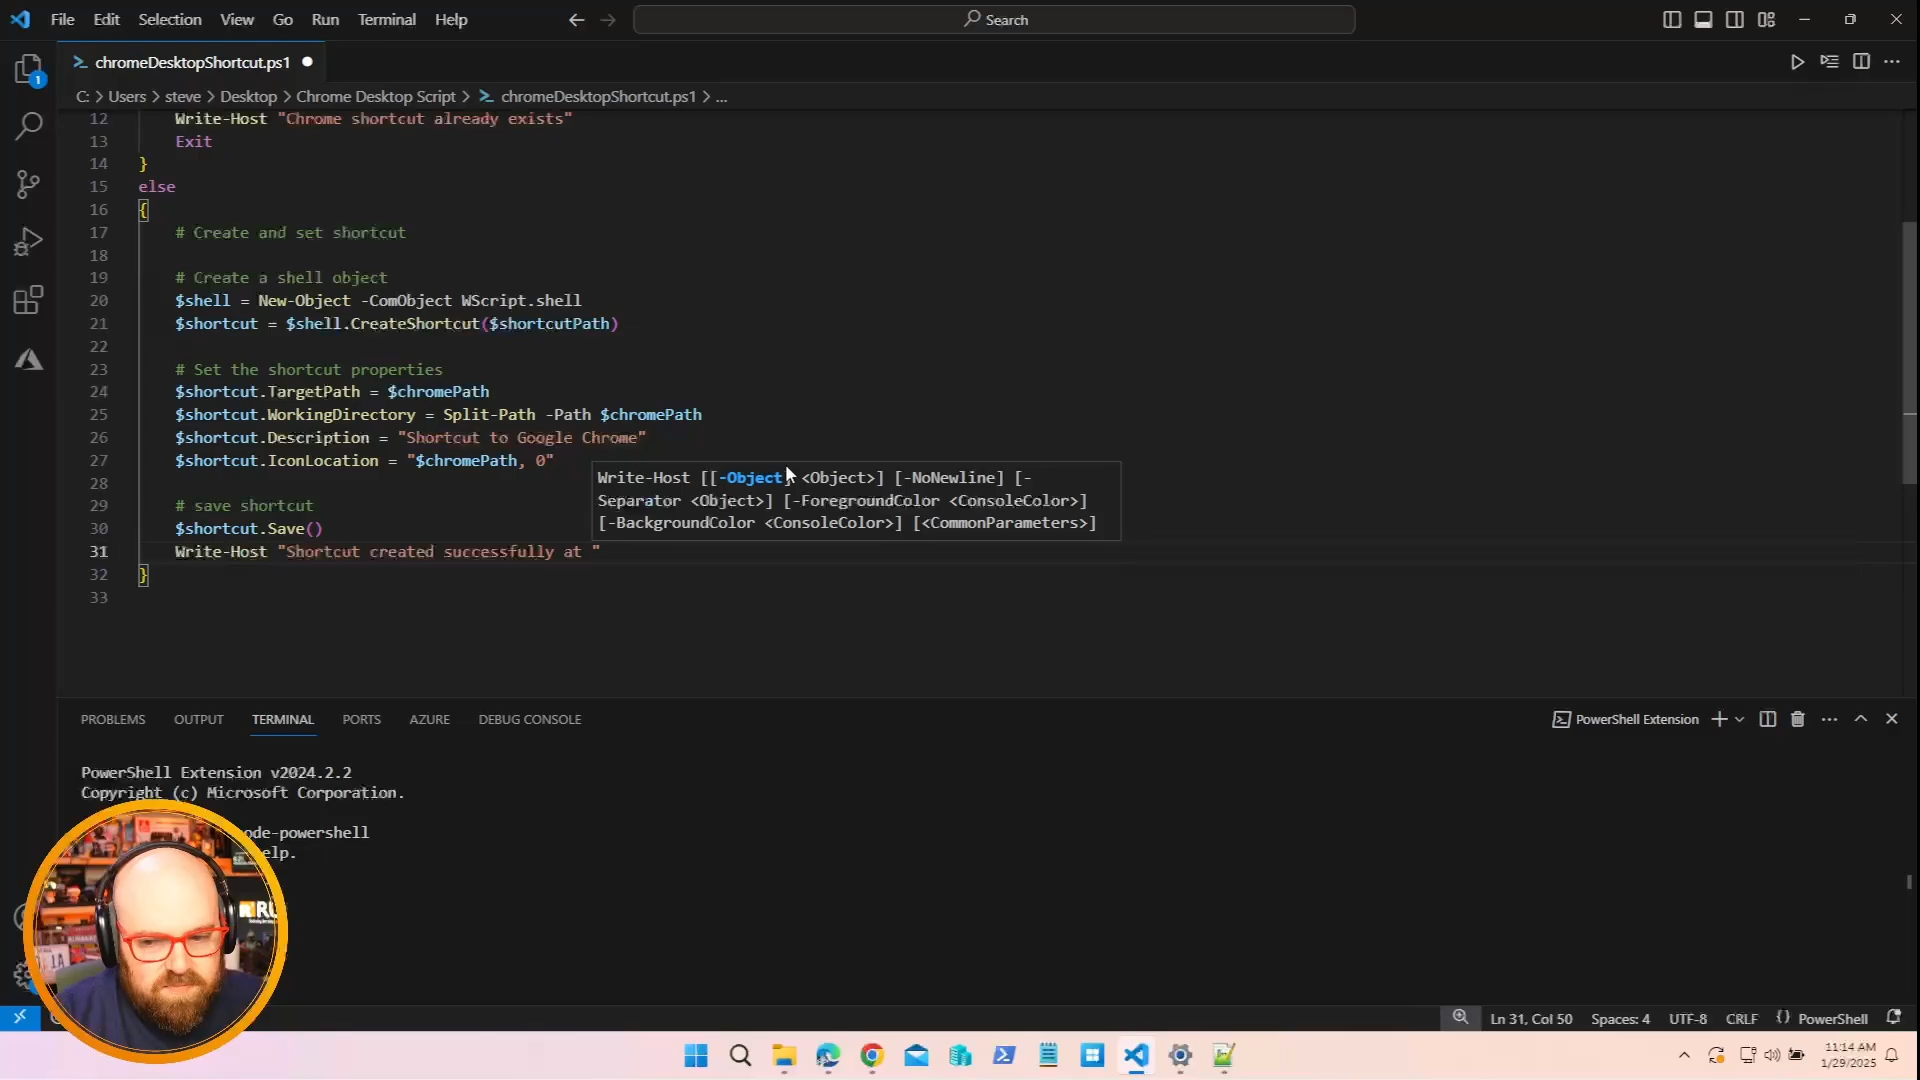 File Edit Selection View Go Run Terminal Help
Search
chromeDesktopShortcut.ps1
C: > Users > steve > Desktop > Chrome Desktop Script > chromeDesktopShortcut.ps1 > ...
12 Write-Host "Chrome shortcut already exists"
13 Exit
14 }
15 else
16 {
17 # Create and set shortcut
18
19 # Create a shell object
20 $shell = New-Object -ComObject WScript.shell
21 $shortcut = $shell.CreateShortcut($shortcutPath)
22
23 # Set the shortcut properties
24 $shortcut.TargetPath = $chromePath
25 $shortcut.WorkingDirectory = Split-Path -Path $chromePath
26 $shortcut.Description = "Shortcut to Google Chrome"
27 $shortcut.IconLocation = "$chromePath, 0"
Write-Host [[-Object] <Object>] [-NoNewline] [-
28
Separator <Object>] [-ForegroundColor <ConsoleColor>]
29 # save shortcut
[-BackgroundColor <ConsoleColor>] [<CommonParameters>]
30 $shortcut.Save()
31 Write-Host "Shortcut created successfully at "
32 }
33
PROBLEMS OUTPUT TERMINAL PORTS AZURE DEBUG CONSOLE
PowerShell Extension
PowerShell Extension v2024.2.2
Copyright (c) Microsoft Corporation.
ode-powershell
elp.
Ln 31, Col 50 Spaces: 4 UTF-8 CRLF {} PowerShell
11:14 AM
1/29/2025